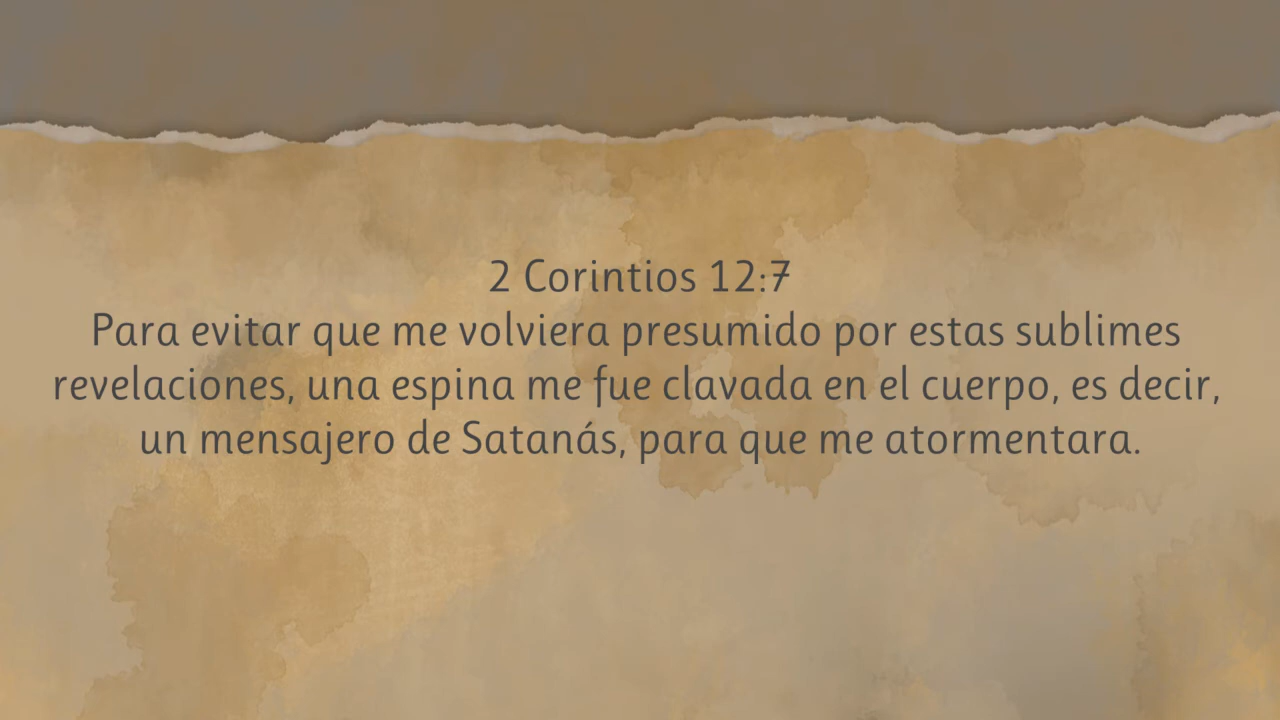 2 Corintios 12:7
Para evitar que me volviera presumido por estas sublimes
revelaciones, una espina me fue clavada en el cuerpo, es decir,
un mensajero de Satanás, para que me atormentara.